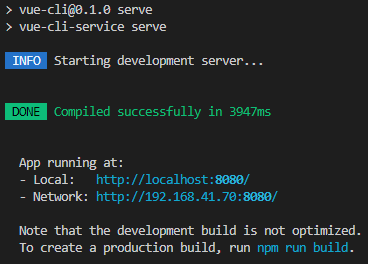 > vue-cli@0.1.0 serve
> vue-cli-service serve
INFO Starting development server...
DONE Compiled successfully in 3947ms
App running at:
- Local: http://localhost:8080/
- Network: http://192.168.41.70:8080/
Note that the development build is not optimized.
To create a production build, run npm run build.